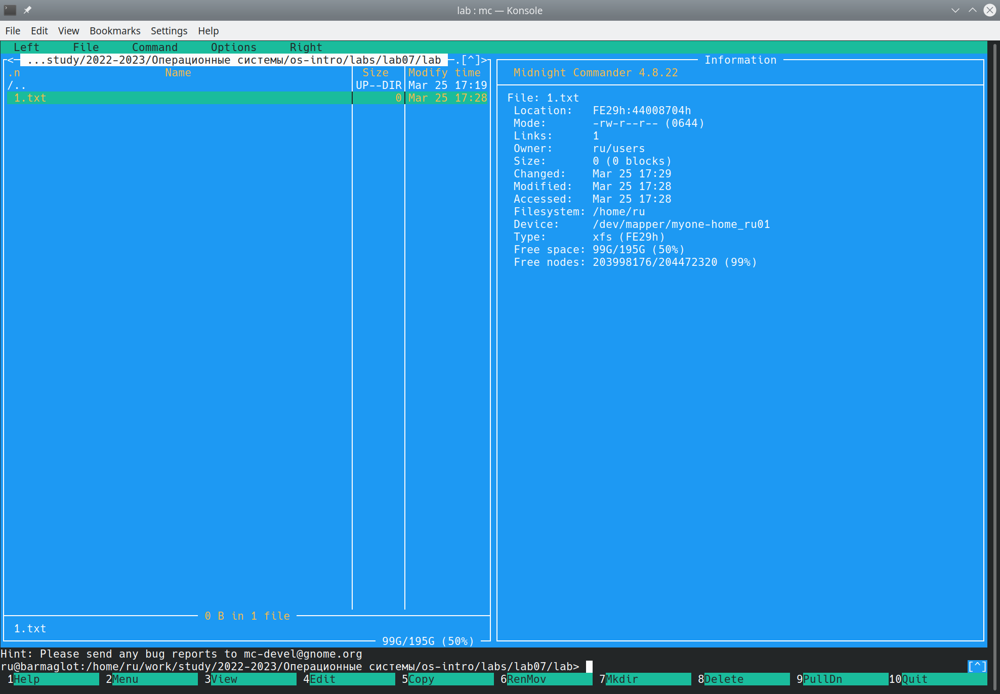 lab : mc — Konsole
File Edit View Bookmarks Settings Help
Left File Command Options Right
<─ ...study/2022-2023/Операционные системы/os-intro/labs/lab07/lab ─.[^]>
Information
.n Name Size Modify time
Midnight Commander 4.8.22
/.. UP--DIR Mar 25 17:19
1.txt 0 Mar 25 17:28
File: 1.txt
Location: FE29h:44008704h
Mode: -rw-r--r-- (0644)
Links: 1
Owner: ru/users
Size: 0 (0 blocks)
Changed: Mar 25 17:29
Modified: Mar 25 17:28
Accessed: Mar 25 17:28
Filesystem: /home/ru
Device: /dev/mapper/myone-home_ru01
Type: xfs (FE29h)
Free space: 99G/195G (50%)
Free nodes: 203998176/204472320 (99%)
0 B in 1 file
1.txt
99G/195G (50%)
Hint: Please send any bug reports to mc-devel@gnome.org
ru@barmaglot:/home/ru/work/study/2022-2023/Операционные системы/os-intro/labs/lab07/lab> [^]
1Help 2Menu 3View 4Edit 5Copy 6RenMov 7Mkdir 8Delete 9PullDn 10Quit